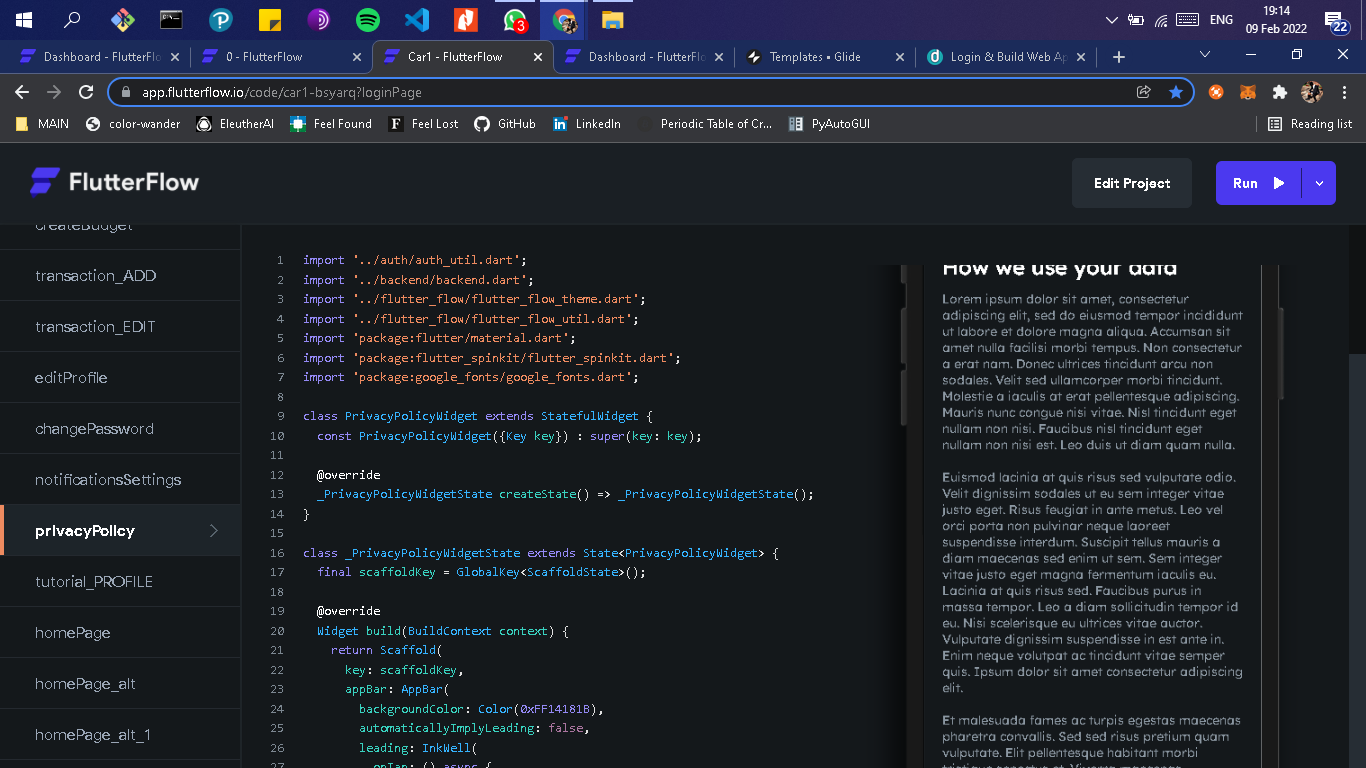 3
ENG
19:14
09 Feb 2022
22
Dashboard - FlutterFlo
0 - FlutterFlow
Car1 - FlutterFlow
Dashboard - FlutterFlo
Templates • Glide
Login & Build Web Ap
app.flutterflow.io/code/car1-bsyarq?loginPage
MAIN
color-wander
EleutherAI
Feel Found
Feel Lost
GitHub
LinkedIn
Periodic Table of Cr...
PyAutoGUI
Reading list
FlutterFlow
Edit Project
Run
createBudget
transaction_ADD
transaction_EDIT
editProfile
changePassword
notificationsSettings
privacyPolicy
tutorial_PROFILE
homePage
homePage_alt
homePage_alt_1
1 import '../auth/auth_util.dart';
2 import '../backend/backend.dart';
3 import '../flutter_flow/flutter_flow_theme.dart';
4 import '../flutter_flow/flutter_flow_util.dart';
5 import 'package:flutter/material.dart';
6 import 'package:flutter_spinkit/flutter_spinkit.dart';
7 import 'package:google_fonts/google_fonts.dart';
8
9 class PrivacyPolicyWidget extends StatefulWidget {
10 const PrivacyPolicyWidget({Key key}) : super(key: key);
11
12 @override
13 _PrivacyPolicyWidgetState createState() => _PrivacyPolicyWidgetState();
14 }
15
16 class _PrivacyPolicyWidgetState extends State<PrivacyPolicyWidget> {
17 final scaffoldKey = GlobalKey<ScaffoldState>();
18
19 @override
20 Widget build(BuildContext context) {
21 return Scaffold(
22 key: scaffoldKey,
23 appBar: AppBar(
24 backgroundColor: Color(0xFF14181B),
25 automaticallyImplyLeading: false,
26 leading: InkWell(
27 onTap: () async {
How we use your data
Lorem ipsum dolor sit amet, consectetur
adipiscing elit, sed do eiusmod tempor incididunt
ut labore et dolore magna aliqua. Accumsan sit
amet nulla facilisi morbi tempus. Non consectetur
a erat nam. Donec ultrices tincidunt arcu non
sodales. Velit sed ullamcorper morbi tincidunt.
Molestie a iaculis at erat pellentesque adipiscing.
Mauris nunc congue nisi vitae. Nisl tincidunt eget
nullam non nisi. Faucibus nisl tincidunt eget
nullam non nisi est. Leo duis ut diam quam nulla.
Euismod lacinia at quis risus sed vulputate odio.
Velit dignissim sodales ut eu sem integer vitae
justo eget. Risus feugiat in ante metus. Leo vel
orci porta non pulvinar neque laoreet
suspendisse interdum. Suscipit tellus mauris a
diam maecenas sed enim ut sem. Sem integer
vitae justo eget magna fermentum iaculis eu.
Lacinia at quis risus sed. Faucibus purus in
massa tempor. Leo a diam sollicitudin tempor id
eu. Nisi scelerisque eu ultrices vitae auctor.
Vulputate dignissim suspendisse in est ante in.
Enim neque volutpat ac tincidunt vitae semper
quis. Ipsum dolor sit amet consectetur adipiscing
elit.
Et malesuada fames ac turpis egestas maecenas
pharetra convallis. Sed sed risus pretium quam
vulputate. Elit pellentesque habitant morbi